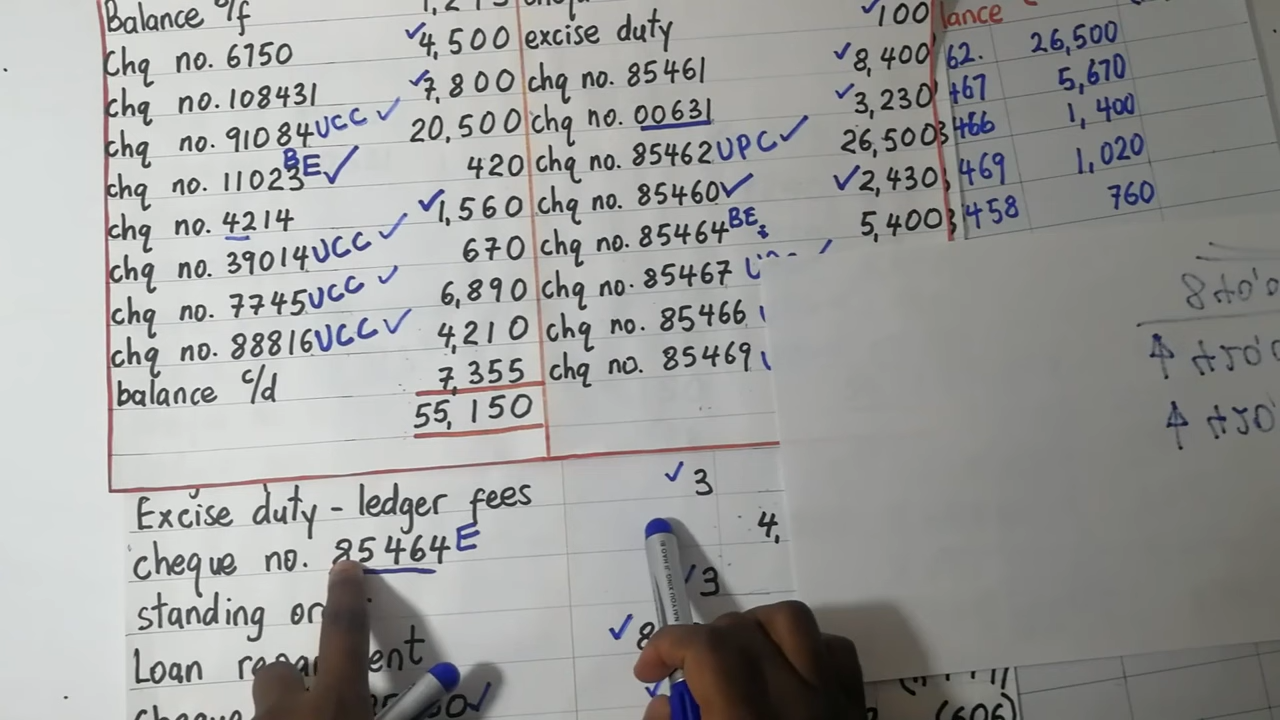 Balance b/f
chq no. 6750 ✓4,500 excise duty ✓100
chq no. 108431 ✓7,800 chq no. 85461 ✓8,400
chq no. 91084 UCC ✓ 20,500 chq no. 00631 ✓3,230
chq no. 11023 BE ✓ 420 chq no. 85462 UPC ✓ 26,500
chq no. 4214 ✓1,560 chq no. 85460 ✓ ✓2,430
chq no. 39014 UCC ✓ 670 chq no. 85464 BE 5,400
chq no. 7745 UCC ✓ 6,890 chq no. 85467
chq no. 88816 UCC ✓ 4,210 chq no. 85466
balance c/d 7,355 chq no. 85469
55,150
lance
62. 26,500
467 5,670
466 1,400
469 1,020
458 760
Excise duty - ledger fees ✓3
cheque no. 85464 E 4,
standing ✓3
Loan ✓8
(606)